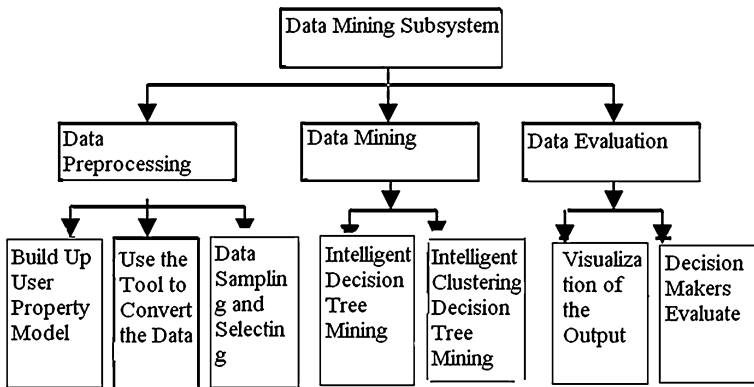 Data Mining Subsystem
Data
Preprocessing
Data Mining
Data Evaluation
Build Up
User
Property
Model
Use the
Tool to
Convert
the Data
Data
Samplin
g and
Selectin
g
Intelligent
Decision
Tree
Mining
Intelligent
Clustering
Decision
Tree
Mining
Visualiza
tion of
the
Output
Decision
Makers
Evaluate